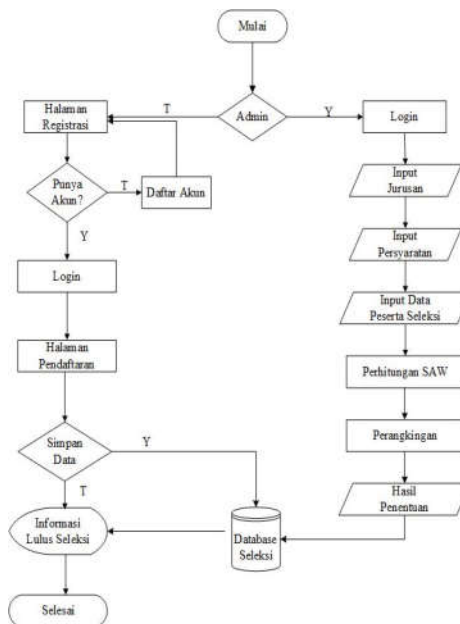 Mulai
Halaman
Registrasi
T
Admin
Y
Login
Punya
Akun?
T
Daftar Akun
Input
Jurusan
Y
Input
Persyaratan
Login
Input Data
Peserta Seleksi
Halaman
Pendaftaran
Perhitungan SAW
Simpan
Data
Y
Perangkingan
T
Hasil
Penentuan
Informasi
Lulus Seleksi
Database
Seleksi
Selesai